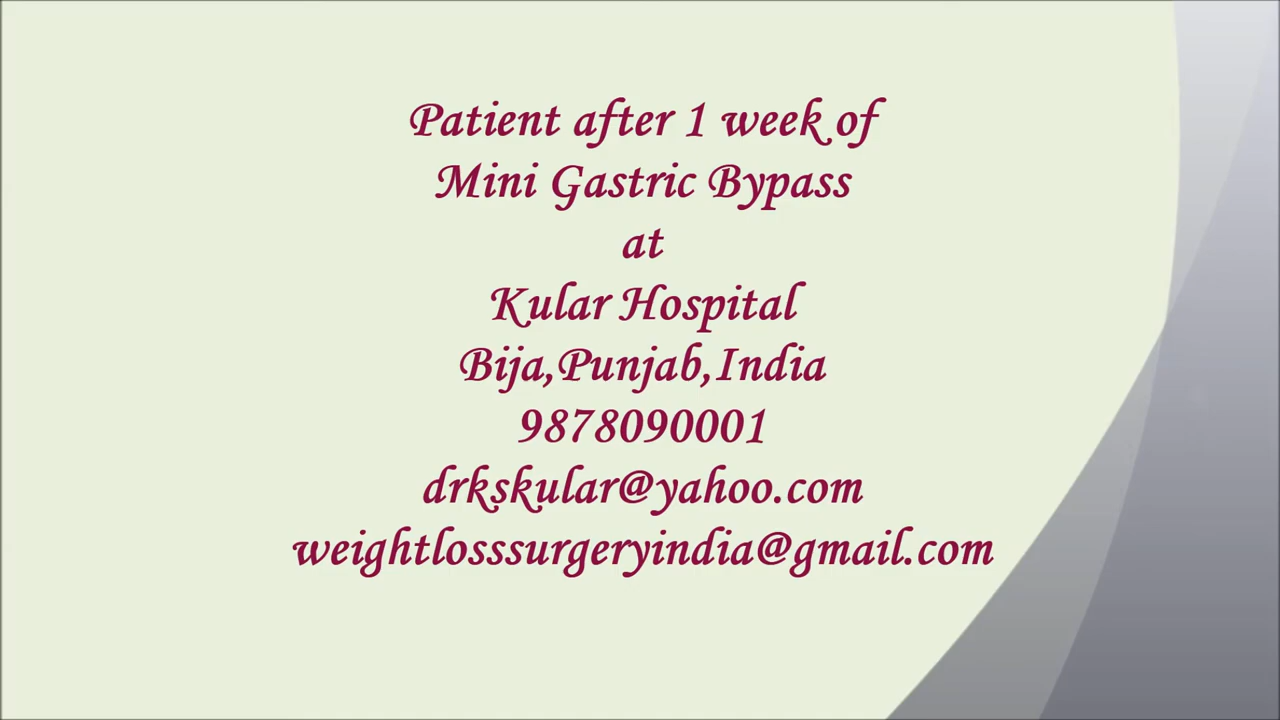 Patient after 1 week of
Mini Gastric Bypass
at
Kular Hospital
Bija,Punjab,India
9878090001
drkskular@yahoo.com
weightlosssurgeryindia@gmail.com